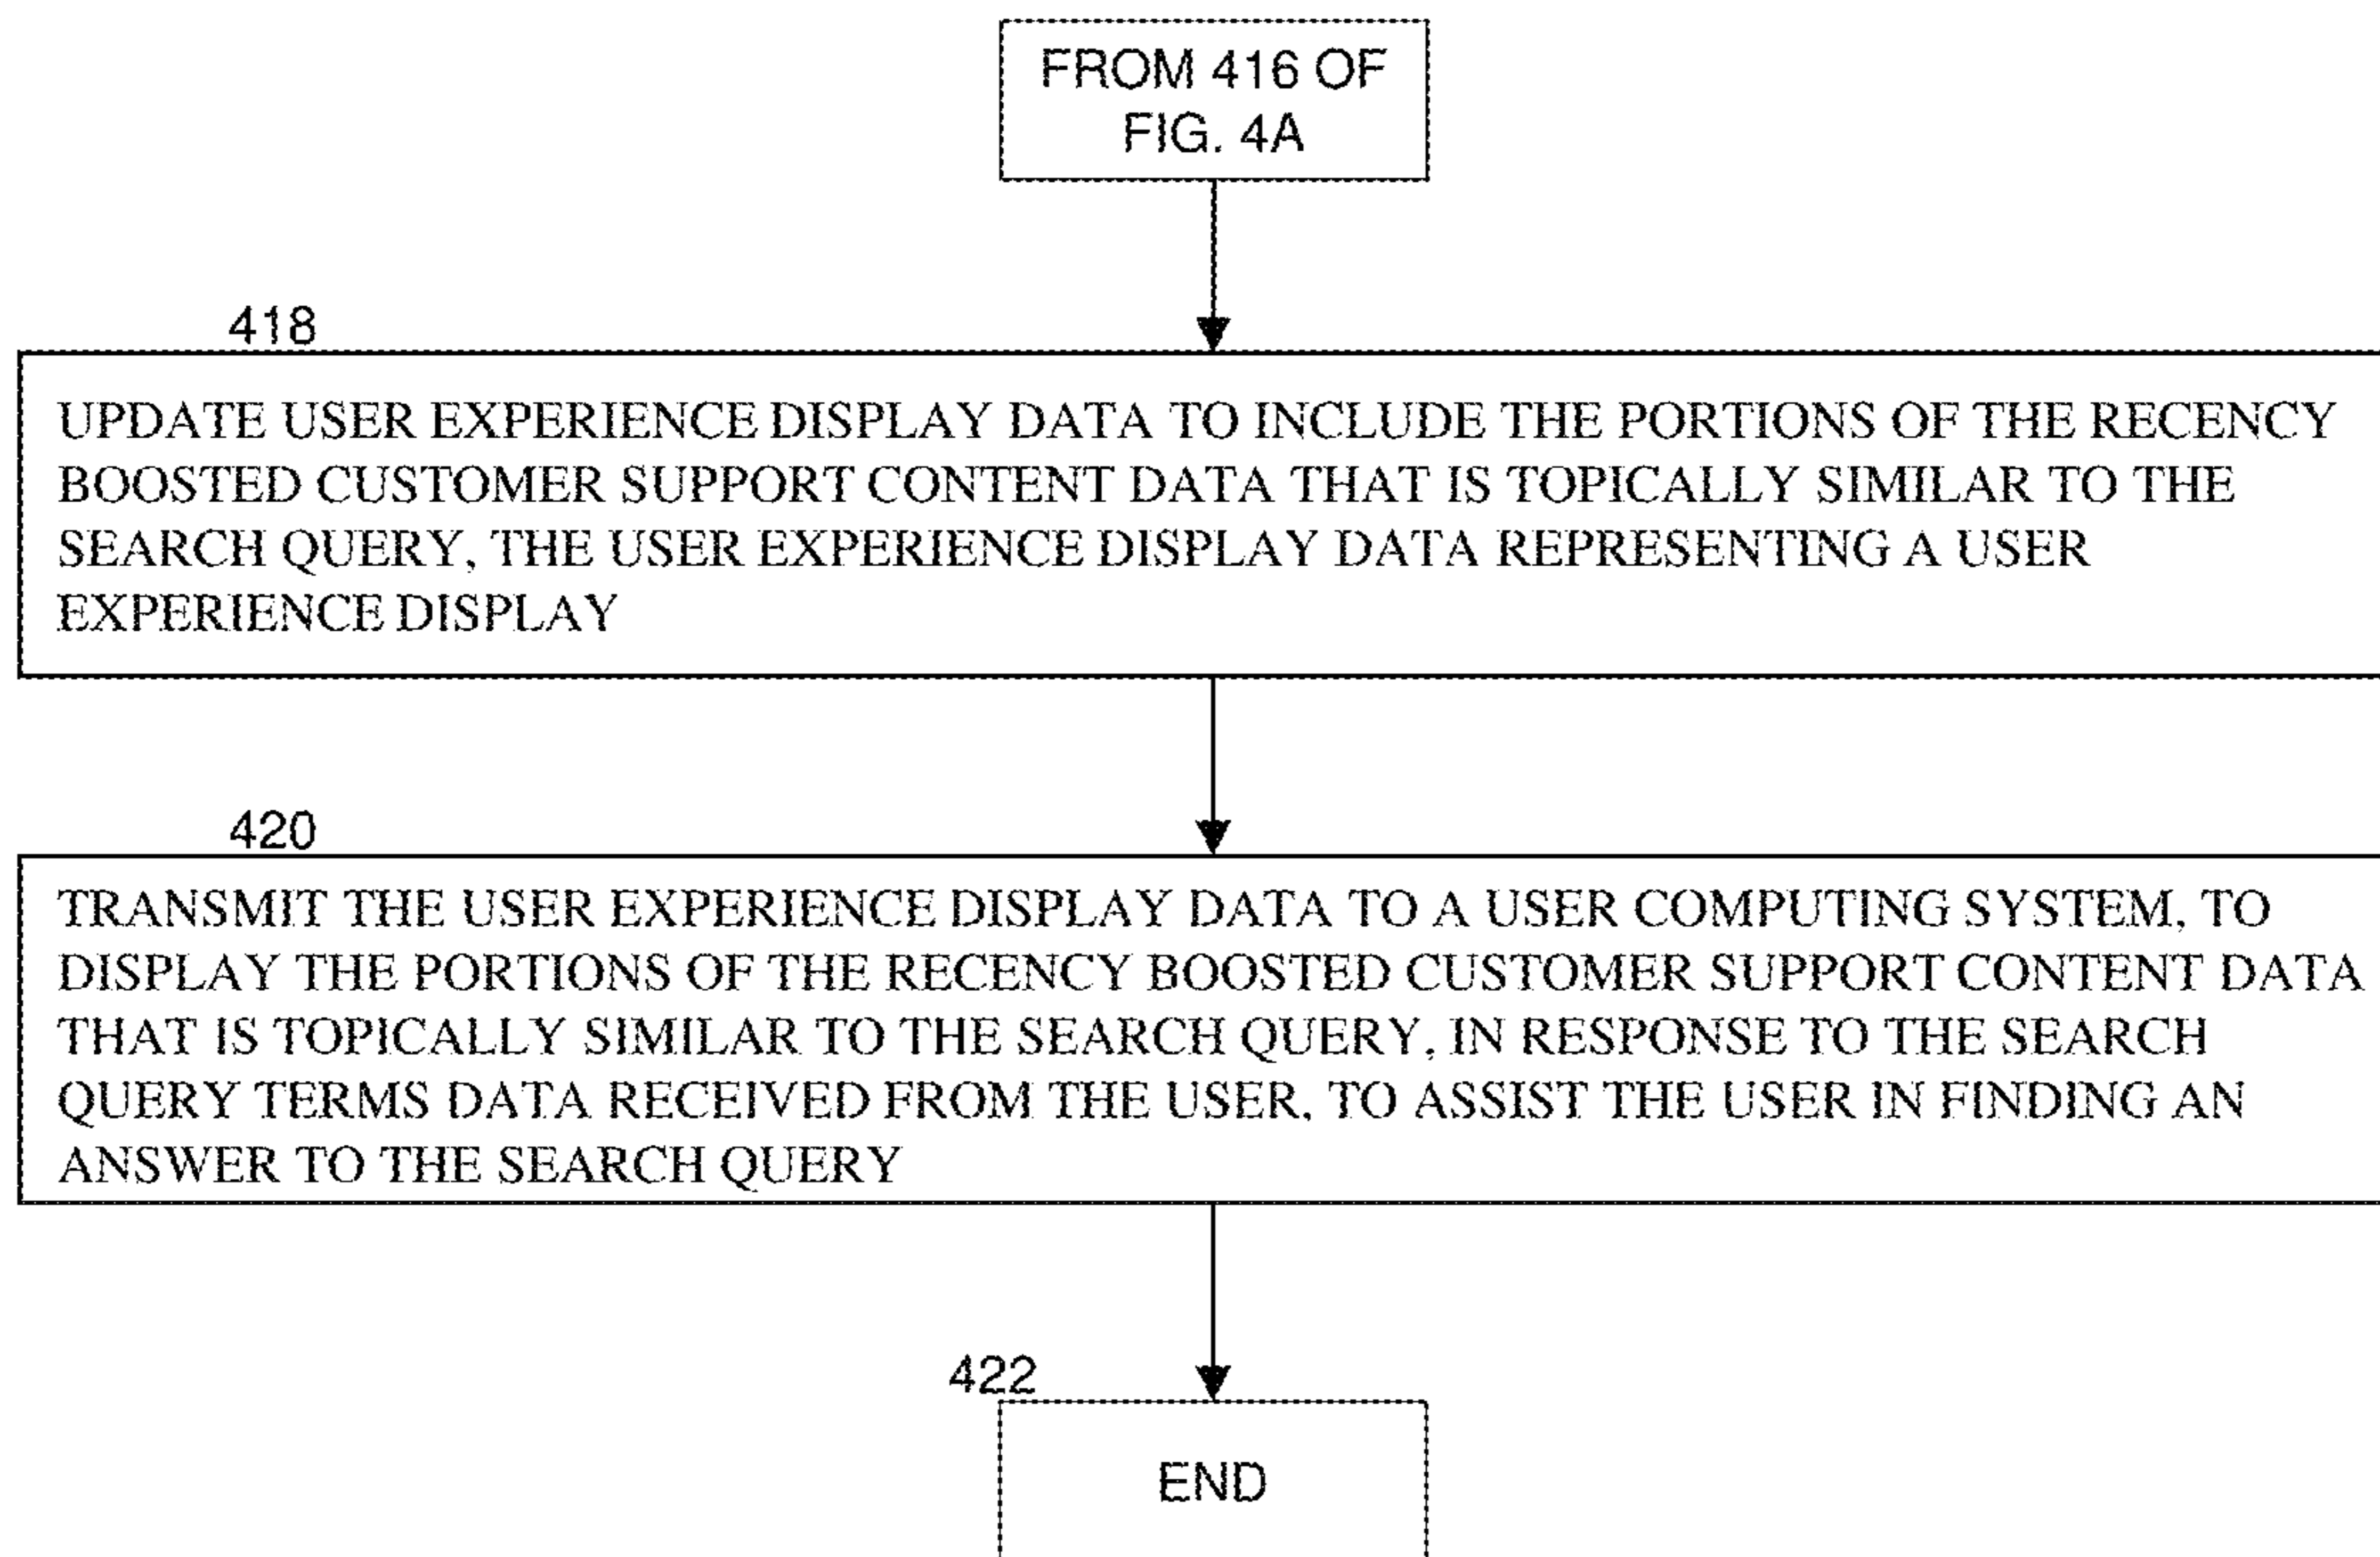 FROM 416 OF
FIG. 4A
418
UPDATE USER EXPERIENCE DISPLAY DATA TO INCLUDE THE PORTIONS OF THE RECENCY
BOOSTED CUSTOMER SUPPORT CONTENT DATA THAT IS TOPICALLY SIMILAR TO THE
SEARCH QUERY, THE USER EXPERIENCE DISPLAY DATA REPRESENTING A USER
EXPERIENCE DISPLAY
420
TRANSMIT THE USER EXPERIENCE DISPLAY DATA TO A USER COMPUTING SYSTEM, TO
DISPLAY THE PORTIONS OF THE RECENCY BOOSTED CUSTOMER SUPPORT CONTENT DATA
THAT IS TOPICALLY SIMILAR TO THE SEARCH QUERY, IN RESPONSE TO THE SEARCH
QUERY TERMS DATA RECEIVED FROM THE USER, TO ASSIST THE USER IN FINDING AN
ANSWER TO THE SEARCH QUERY
422
END